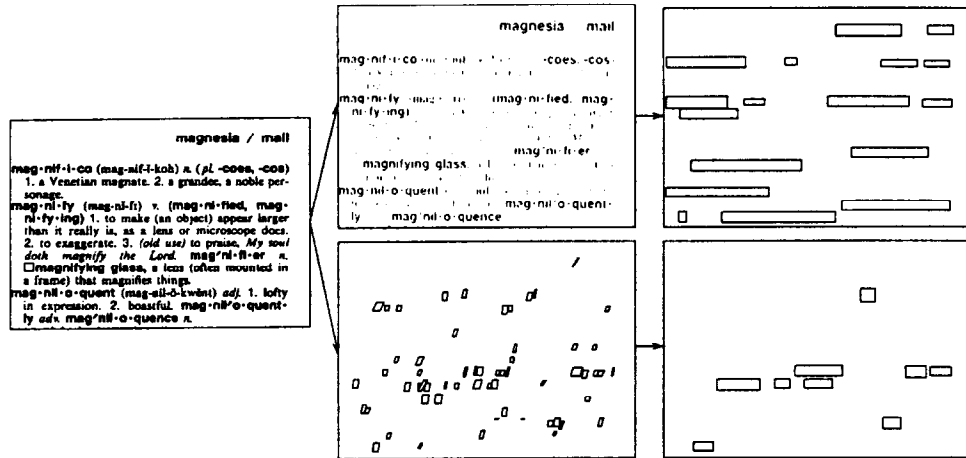 magnesia / mail
mag·nif·i·co (mag-nif-i-koh) n. (pl. -coes, -cos)
1. a Venetian magnate. 2. a grandee, a noble per-
sonage.
mag·ni·fy (mag-ni-fı) v. (mag·ni·fied, mag·
ni·fy·ing) 1. to make (an object) appear larger
than it really is, as a lens or microscope does.
2. to exaggerate. 3. (old use) to praise, My soul
doth magnify the Lord. mag'ni·fi·er n.
□magnifying glass, a lens (often mounted in
a frame) that magnifies things.
mag·nil·o·quent (mag-nil-ŏ-kwĕnt) adj. 1. lofty
in expression. 2. boastful. mag·nil'o·quent·
ly adv. mag'nil·o·quence n.
magnesia mail
mag·nif·i·co -coes, -cos-
mag·ni·fy (mag·ni·fied, mag·
ni·fy·ing)
mag'ni·fi·er
magnifying glass
mag·nil·o·quent
mag·nil'o·quent·
ly mag'nil·o·quence